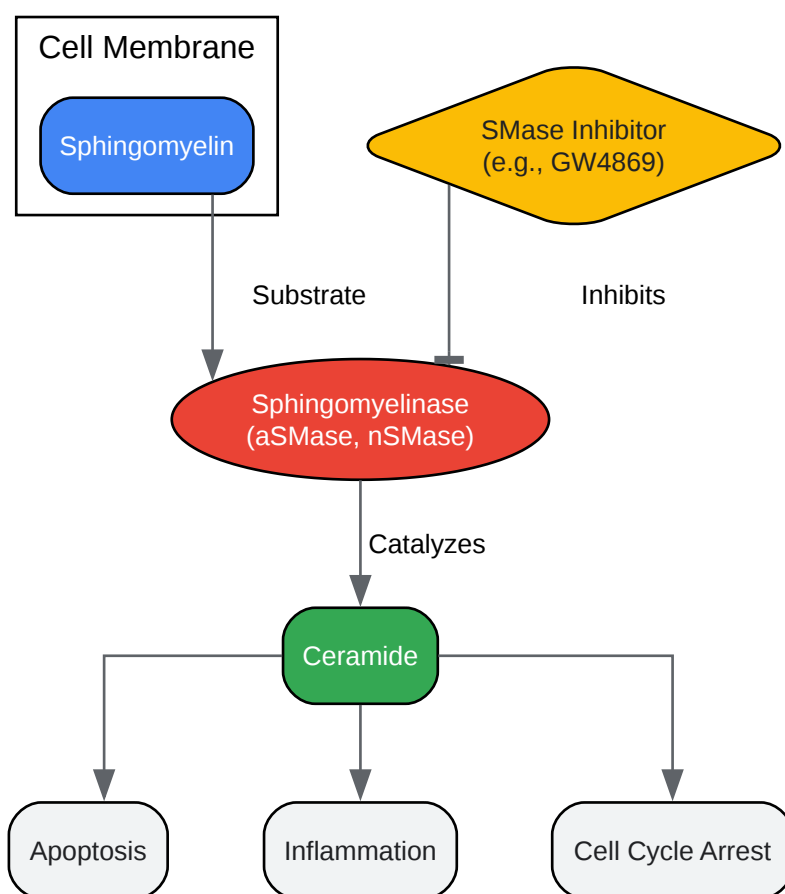 Cell Membrane
Sphingomyelin
SMase Inhibitor
(e.g., GW4869)
Substrate
Inhibits
Sphingomyelinase
(aSMase, nSMase)
Catalyzes
Ceramide
Apoptosis
Inflammation
Cell Cycle Arrest